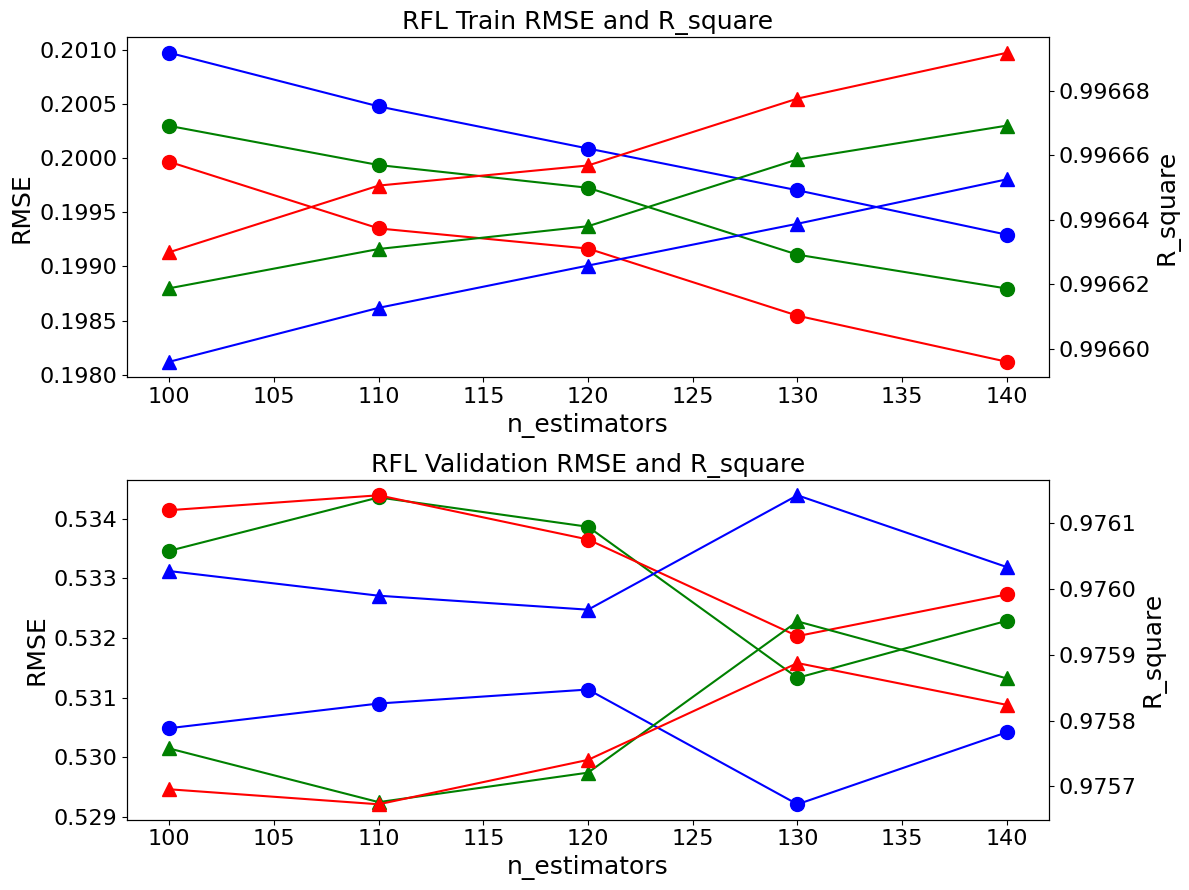 RFL Train RMSE and R_square
0.2010
0.2005
0.2000
0.1995
0.1990
0.1985
0.1980
RMSE
0.99668
0.99666
0.99664
0.99662
0.99660
R_square
100 105 110 115 120 125 130 135 140
n_estimators
RFL Validation RMSE and R_square
0.534
0.533
0.532
0.531
0.530
0.529
RMSE
0.9761
0.9760
0.9759
0.9758
0.9757
R_square
100 105 110 115 120 125 130 135 140
n_estimators